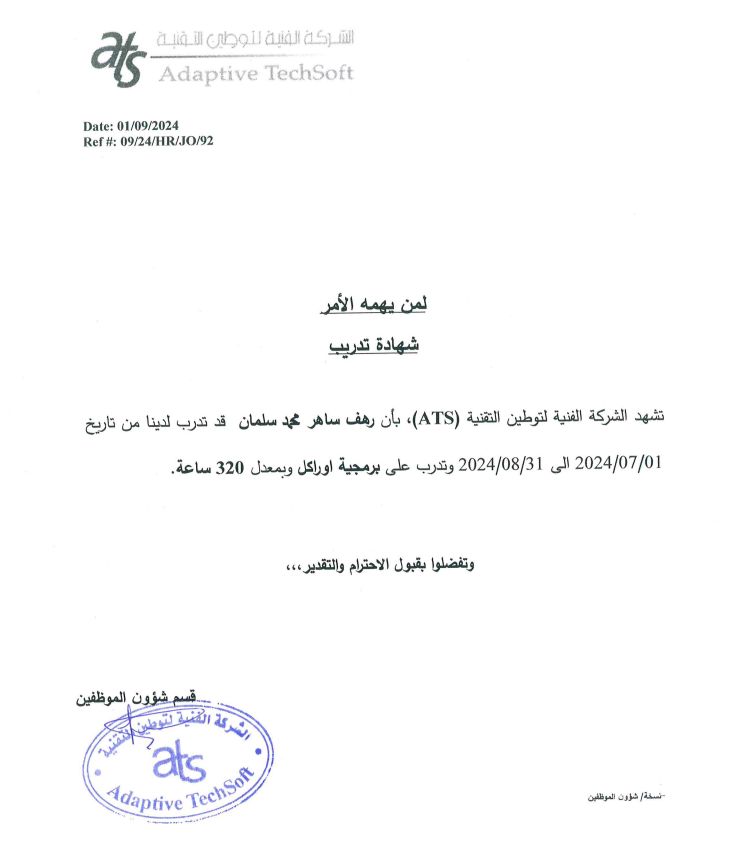 الشركة الفنية لتوطين التقنية
ats
Adaptive TechSoft
Date: 01/09/2024
Ref #: 09/24/HR/JO/92
لمن يهمه الأمر
شهادة تدريب
تشهد الشركة الفنية لتوطين التقنية (ATS)، بأن رهف ساهر محمد سلمان قد تدرب لدينا من تاريخ
2024/07/01 الى 2024/08/31 وتدرب على برمجية اوراكل وبمعدل 320 ساعة.
وتفضلوا بقبول الاحترام والتقدير،،،
قسم شؤون الموظفين
الشركة الفنية لتوطين التقنية
ats
Adaptive TechSoft
-نسخة/ شؤون الموظفين